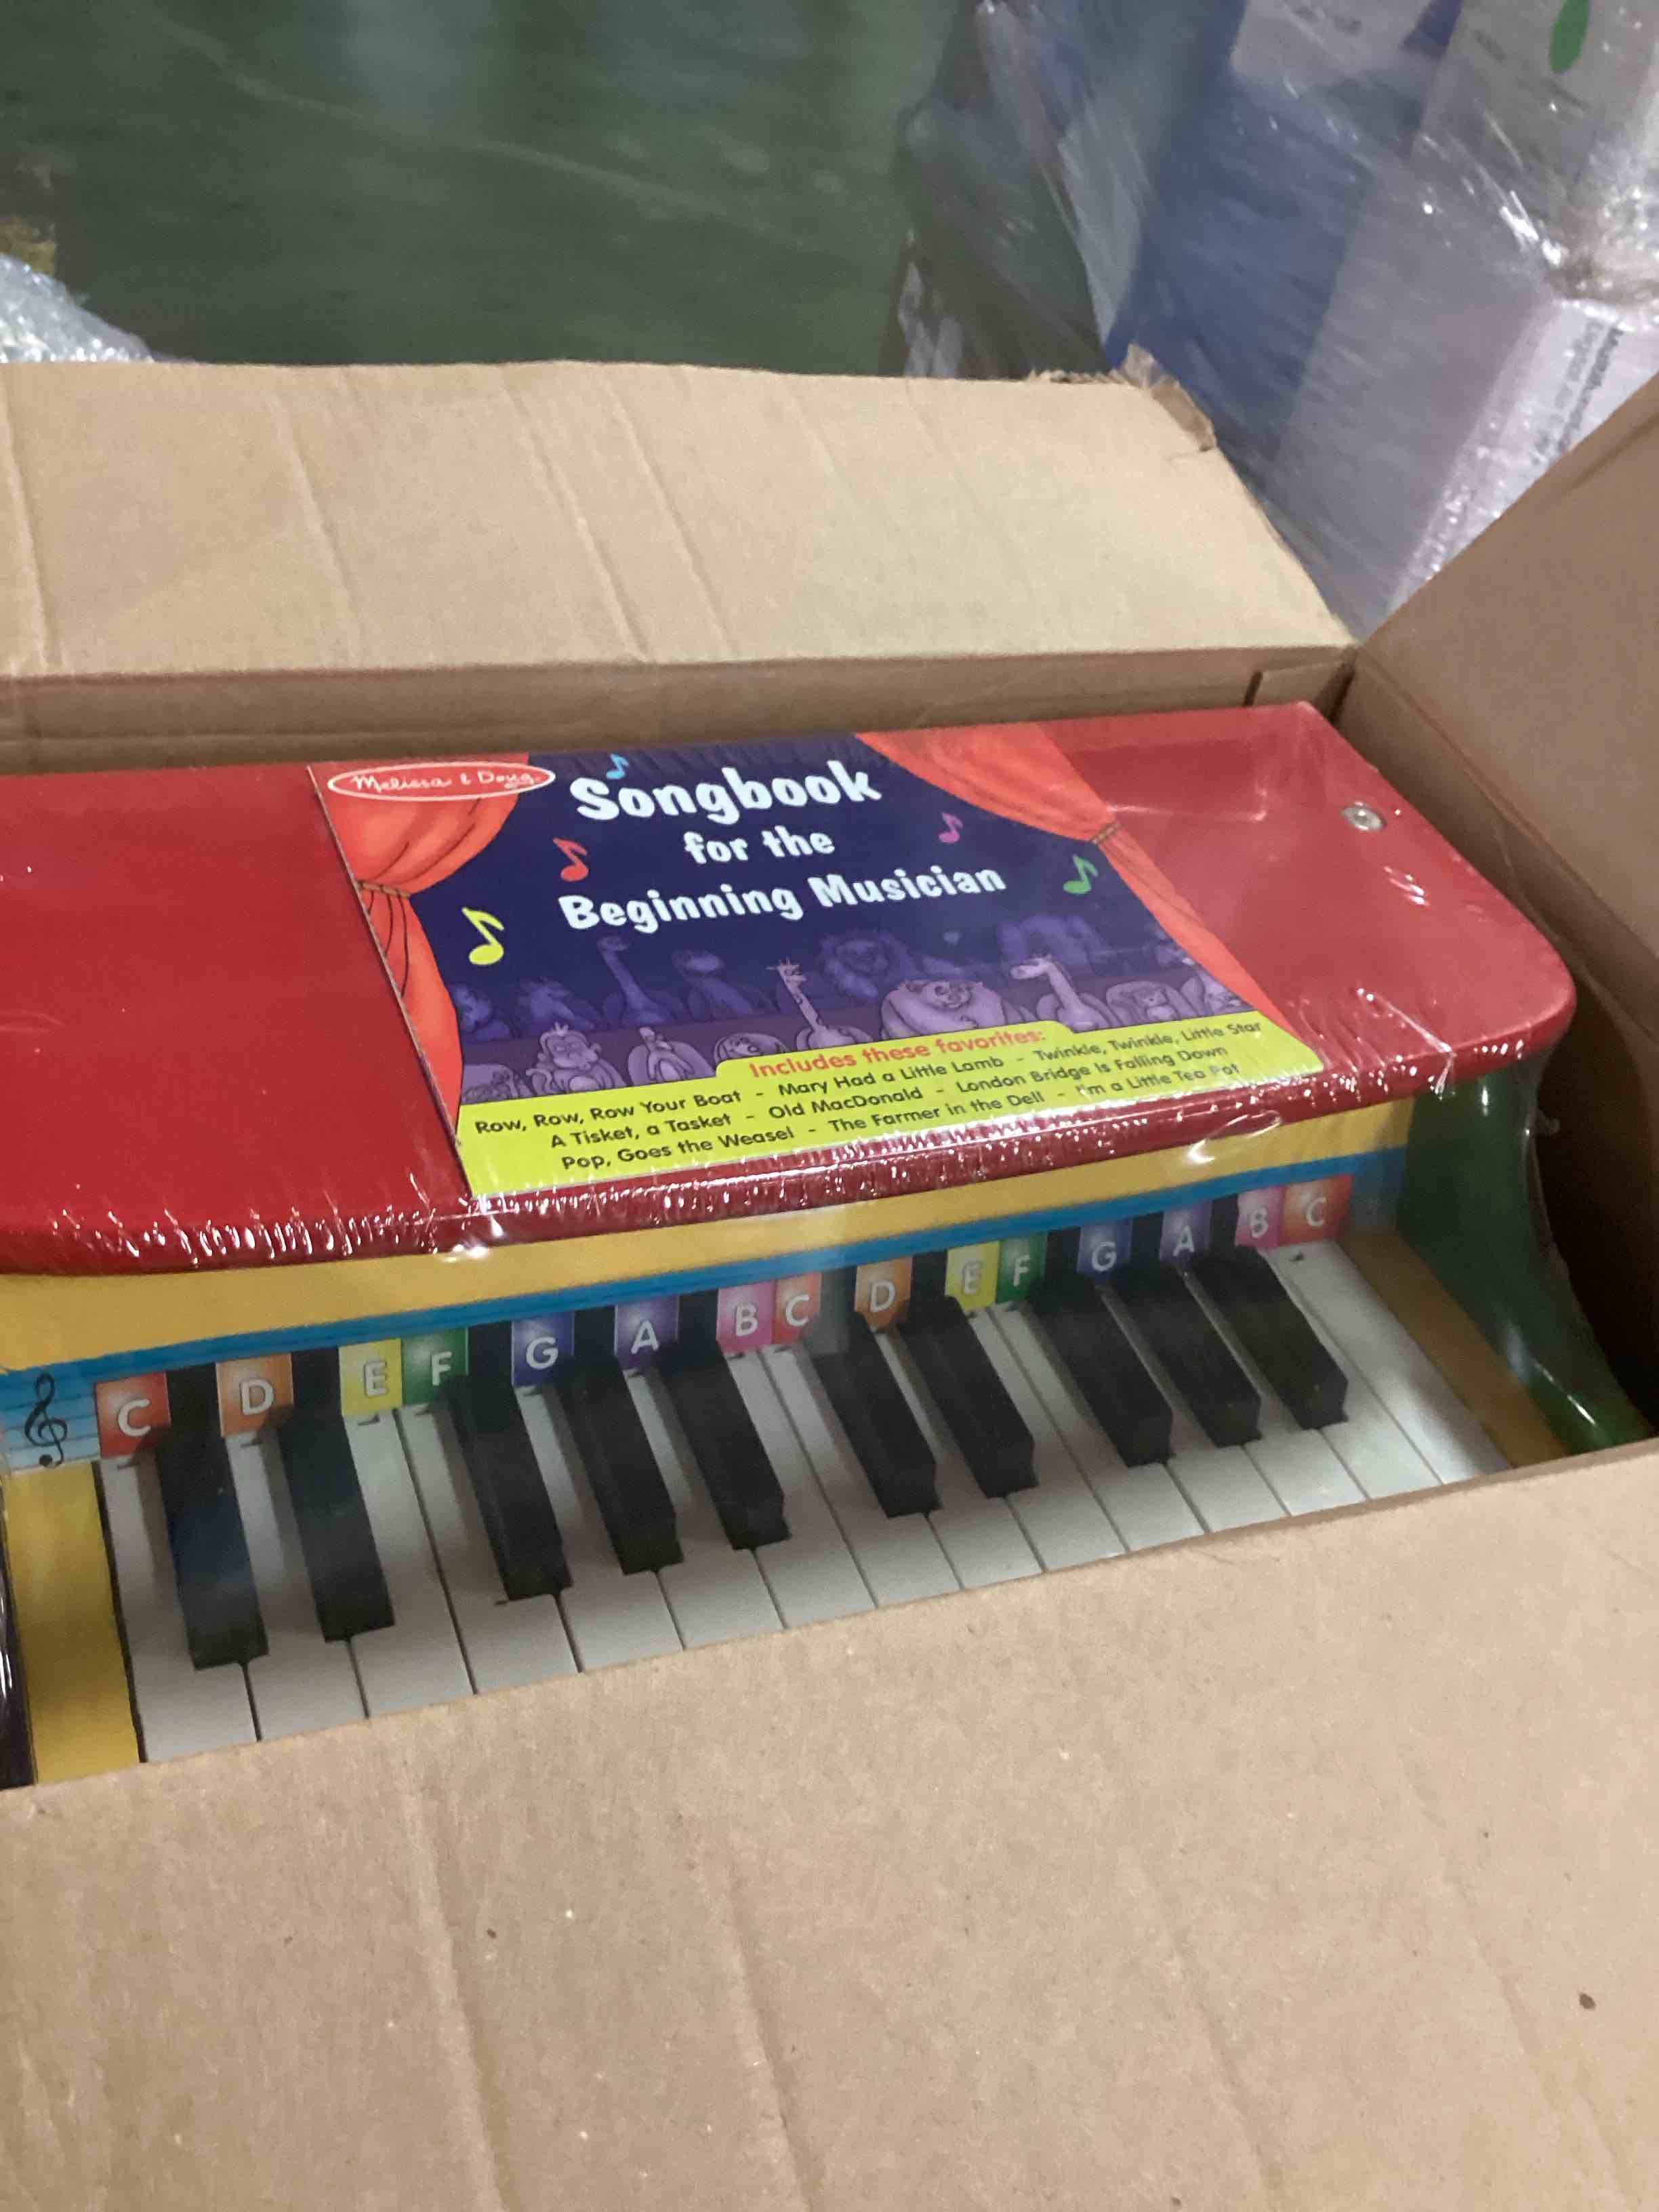 Melissa & Doug
Songbook
for the
Beginning Musician
Includes these favorites:
Row, Row, Row Your Boat - Mary Had a Little Lamb - Twinkle, Twinkle, Little Star
A Tisket, a Tasket - Old MacDonald - London Bridge Is Falling Down
Pop, Goes the Weasel - The Farmer in the Dell - I'm a Little Tea Pot
C D E F G A B C D E F G A B C